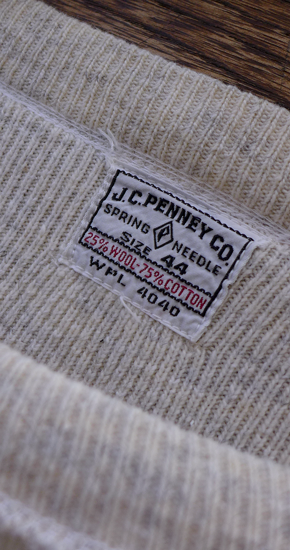 J.C. PENNEY CO.
SPRING P NEEDLE
SIZE 44
25% WOOL-75% COTTON
WPL 4040